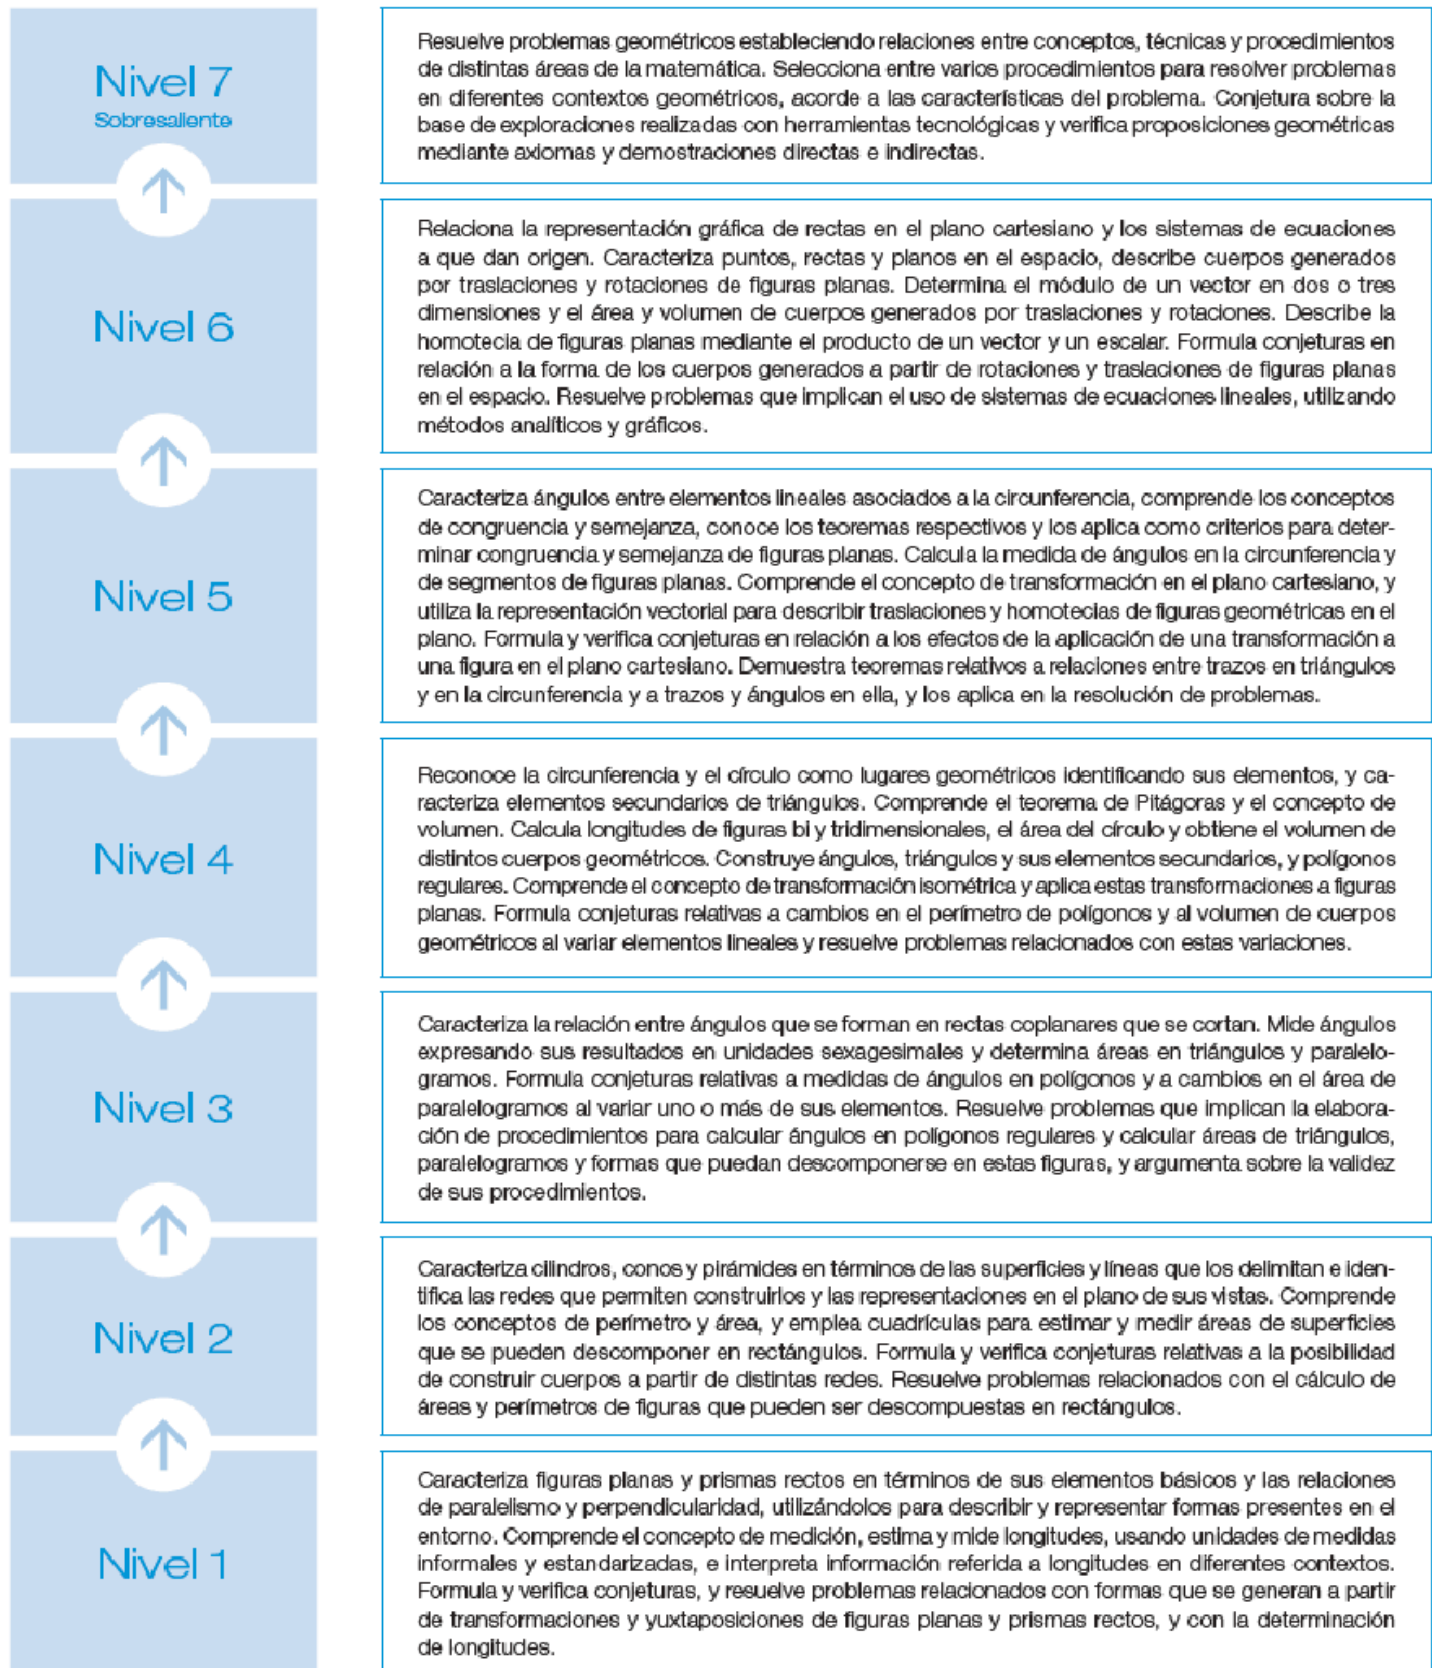 Nivel 7
Sobresaliente
Resuelve problemas geométricos estableciendo relaciones entre conceptos, técnicas y procedimientos
de distintas áreas de la matemática. Selecciona entre varios procedimientos para resolver problemas
en diferentes contextos geométricos, acorde a las características del problema. Conjetura sobre la
base de exploraciones realizadas con herramientas tecnológicas y verifica proposiciones geométricas
mediante axiomas y demostraciones directas e indirectas.
Nivel 6
Relaciona la representación gráfica de rectas en el plano cartesiano y los sistemas de ecuaciones
a que dan origen. Caracteriza puntos, rectas y planos en el espacio, describe cuerpos generados
por traslaciones y rotaciones de figuras planas. Determina el módulo de un vector en dos o tres
dimensiones y el área y volumen de cuerpos generados por traslaciones y rotaciones. Describe la
homotecia de figuras planas mediante el producto de un vector y un escalar. Formula conjeturas en
relación a la forma de los cuerpos generados a partir de rotaciones y traslaciones de figuras planas
en el espacio. Resuelve problemas que implican el uso de sistemas de ecuaciones lineales, utilizando
métodos analíticos y gráficos.
Nivel 5
Caracteriza ángulos entre elementos lineales asociados a la circunferencia, comprende los conceptos
de congruencia y semejanza, conoce los teoremas respectivos y los aplica como criterios para deter-
minar congruencia y semejanza de figuras planas. Calcula la medida de ángulos en la circunferencia y
de segmentos de figuras planas. Comprende el concepto de transformación en el plano cartesiano, y
utiliza la representación vectorial para describir traslaciones y homotecias de figuras geométricas en el
plano. Formula y verifica conjeturas en relación a los efectos de la aplicación de una transformación a
una figura en el plano cartesiano. Demuestra teoremas relativos a relaciones entre trazos en triángulos
y en la circunferencia y a trazos y ángulos en ella, y los aplica en la resolución de problemas.
Nivel 4
Reconoce la circunferencia y el círculo como lugares geométricos identificando sus elementos, y ca-
racteriza elementos secundarios de triángulos. Comprende el teorema de Pitágoras y el concepto de
volumen. Calcula longitudes de figuras bi y tridimensionales, el área del círculo y obtiene el volumen de
distintos cuerpos geométricos. Construye ángulos, triángulos y sus elementos secundarios, y polígonos
regulares. Comprende el concepto de transformación isométrica y aplica estas transformaciones a figuras
planas. Formula conjeturas relativas a cambios en el perímetro de polígonos y al volumen de cuerpos
geométricos al variar elementos lineales y resuelve problemas relacionados con estas variaciones.
Nivel 3
Caracteriza la relación entre ángulos que se forman en rectas coplanares que se cortan. Mide ángulos
expresando sus resultados en unidades sexagesimales y determina áreas en triángulos y paralelo-
gramos. Formula conjeturas relativas a medidas de ángulos en polígonos y a cambios en el área de
paralelogramos al variar uno o más de sus elementos. Resuelve problemas que implican la elabora-
ción de procedimientos para calcular ángulos en polígonos regulares y calcular áreas de triángulos,
paralelogramos y formas que puedan descomponerse en estas figuras, y argumenta sobre la validez
de sus procedimientos.
Nivel 2
Caracteriza cilindros, conos y pirámides en términos de las superficies y líneas que los delimitan e iden-
tifica las redes que permiten construirlos y las representaciones en el plano de sus vistas. Comprende
los conceptos de perímetro y área, y emplea cuadrículas para estimar y medir áreas de superficies
que se pueden descomponer en rectángulos. Formula y verifica conjeturas relativas a la posibilidad
de construir cuerpos a partir de distintas redes. Resuelve problemas relacionados con el cálculo de
áreas y perímetros de figuras que pueden ser descompuestas en rectángulos.
Nivel 1
Caracteriza figuras planas y prismas rectos en términos de sus elementos básicos y las relaciones
de paralelismo y perpendicularidad, utilizándolos para describir y representar formas presentes en el
entorno. Comprende el concepto de medición, estima y mide longitudes, usando unidades de medidas
informales y estandarizadas, e interpreta información referida a longitudes en diferentes contextos.
Formula y verifica conjeturas, y resuelve problemas relacionados con formas que se generan a partir
de transformaciones y yuxtaposiciones de figuras planas y prismas rectos, y con la determinación
de longitudes.